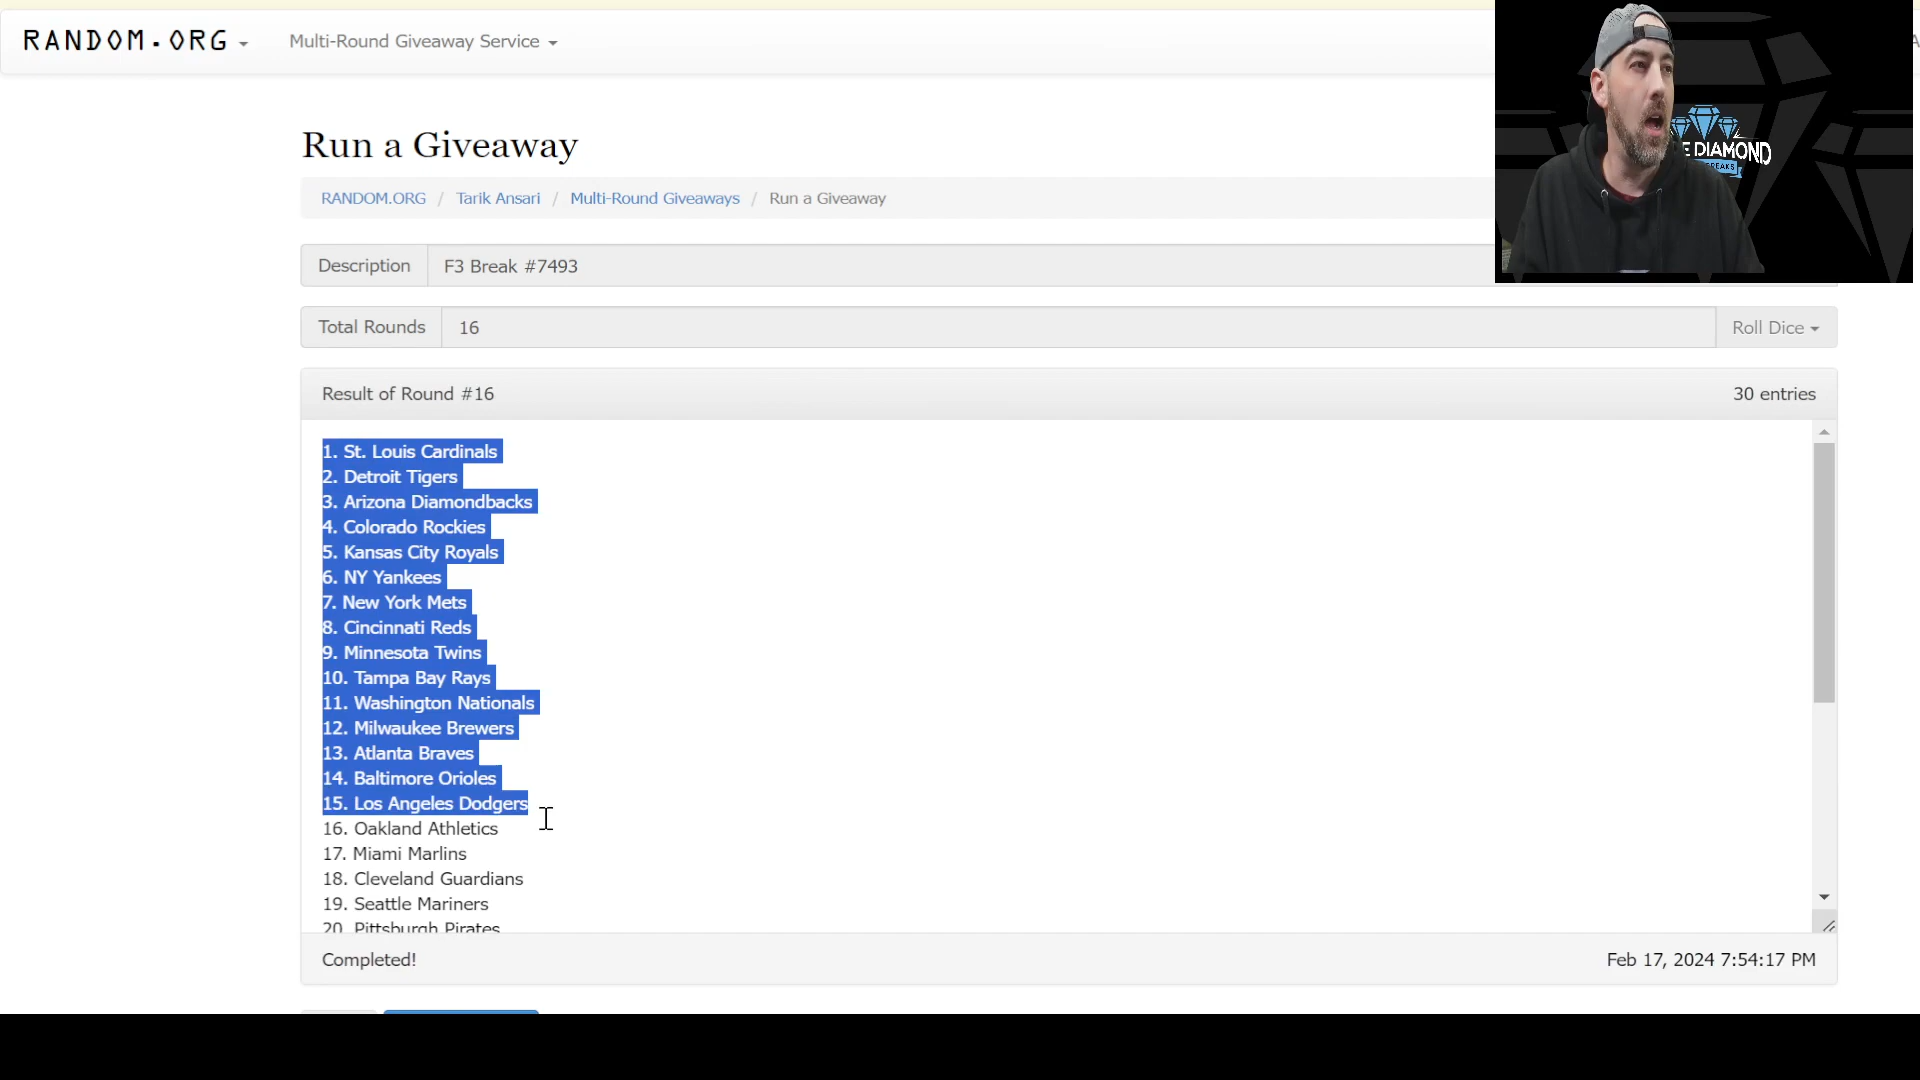 RANDOM.ORG
Multi-Round Giveaway Service
Run a Giveaway
RANDOM.ORG / Tarik Ansari / Multi-Round Giveaways / Run a Giveaway
Description F3 Break #7493
Total Rounds 16 Roll Dice
Result of Round #16 30 entries
1. St. Louis Cardinals
2. Detroit Tigers
3. Arizona Diamondbacks
4. Colorado Rockies
5. Kansas City Royals
6. NY Yankees
7. New York Mets
8. Cincinnati Reds
9. Minnesota Twins
10. Tampa Bay Rays
11. Washington Nationals
12. Milwaukee Brewers
13. Atlanta Braves
14. Baltimore Orioles
15. Los Angeles Dodgers
16. Oakland Athletics
17. Miami Marlins
18. Cleveland Guardians
19. Seattle Mariners
20. Pittsburgh Pirates
Completed! Feb 17, 2024 7:54:17 PM
E DIAMOND
REAKS